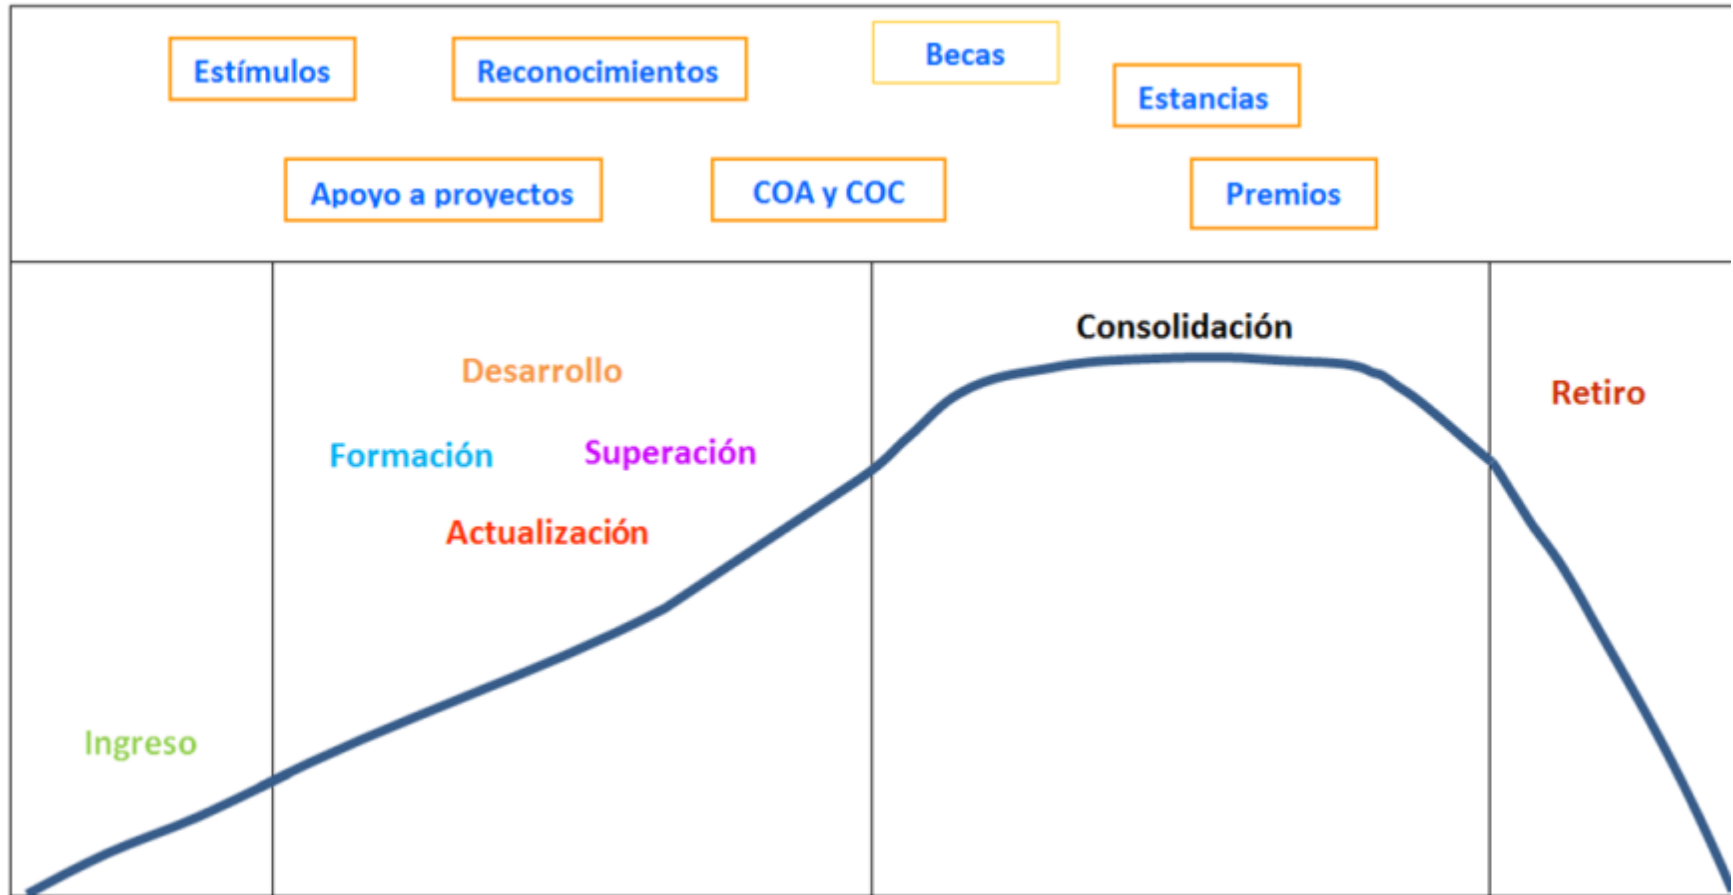 Estímulos
Reconocimientos
Becas
Estancias
Apoyo a proyectos
COA y COC
Premios
Consolidación
Desarrollo
Retiro
Formación
Superación
Actualización
Ingreso